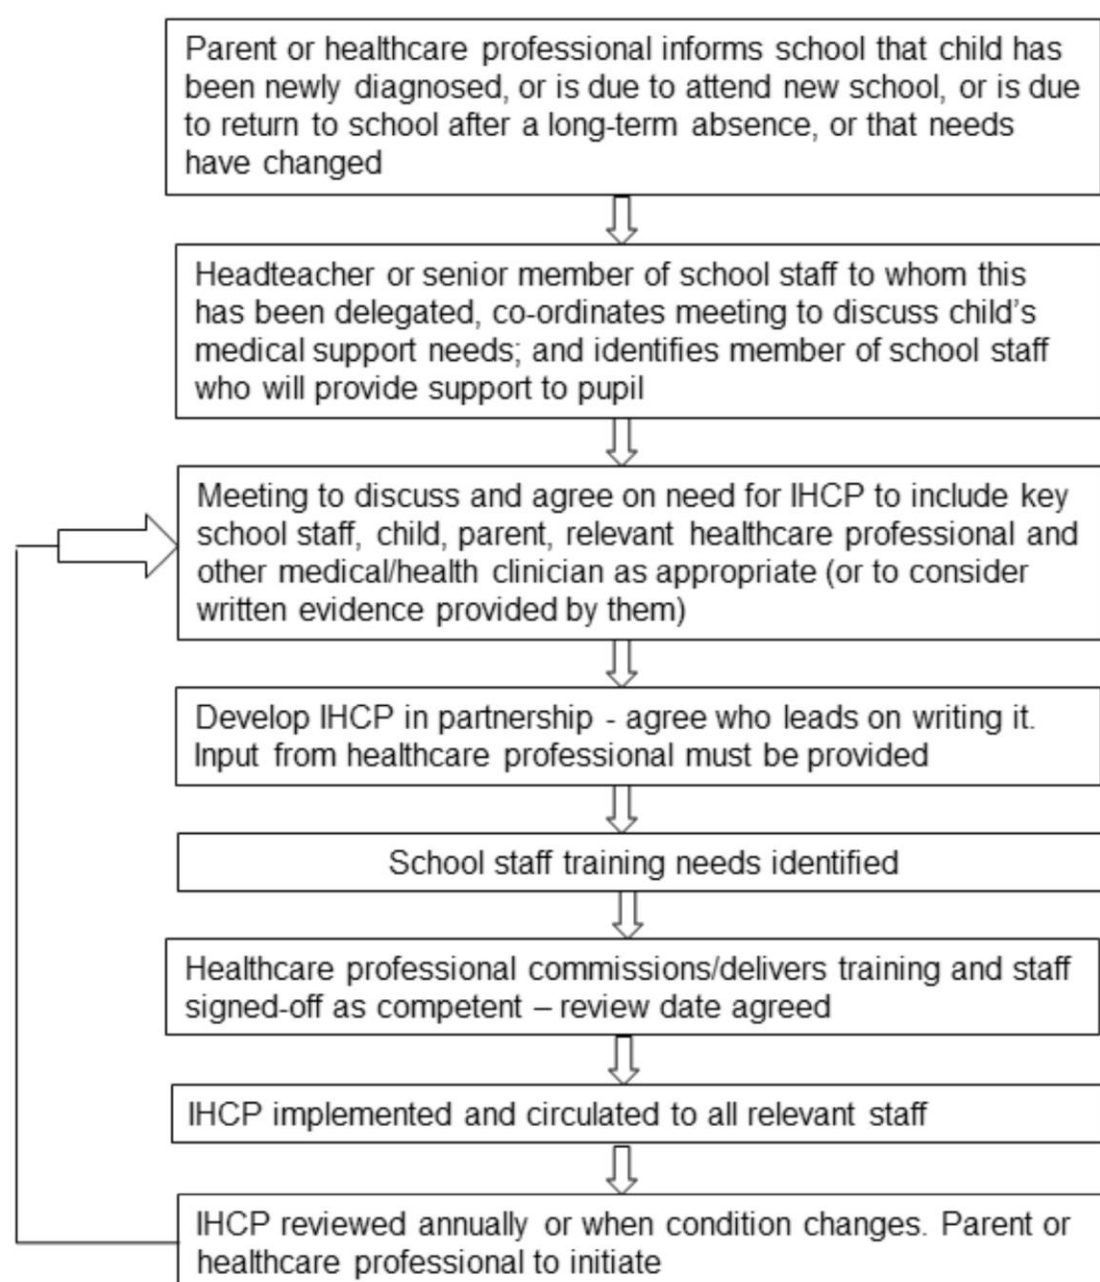 Parent or healthcare professional informs school that child has
been newly diagnosed, or is due to attend new school, or is due
to return to school after a long-term absence, or that needs
have changed
Headteacher or senior member of school staff to whom this
has been delegated, co-ordinates meeting to discuss child's
medical support needs; and identifies member of school staff
who will provide support to pupil
Meeting to discuss and agree on need for IHCP to include key
school staff, child, parent, relevant healthcare professional and
other medical/health clinician as appropriate (or to consider
written evidence provided by them)
Develop IHCP in partnership - agree who leads on writing it.
Input from healthcare professional must be provided
School staff training needs identified
Healthcare professional commissions/delivers training and staff
signed-off as competent – review date agreed
IHCP implemented and circulated to all relevant staff
IHCP reviewed annually or when condition changes. Parent or
healthcare professional to initiate